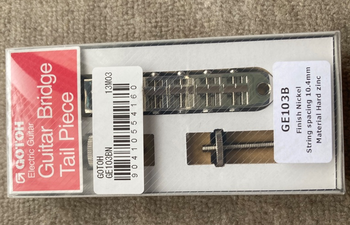 GOTOH
Electric Guitar
Guitar Bridge
Tail Piece
13M03
90410554160
GOTOH
GE103BN
GE103B
Finish Nickel
String spacing 10.4mm
Material Hard zinc